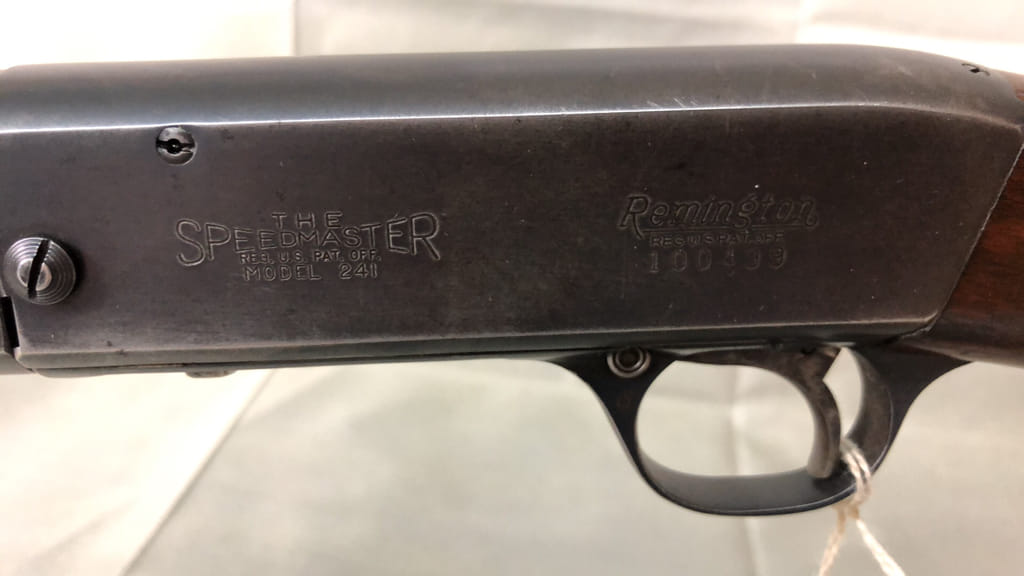 THE
SPEEDMASTER
REG. U.S. PAT. OFF.
MODEL 241
Remington
REG.U.S.PAT.OFF.